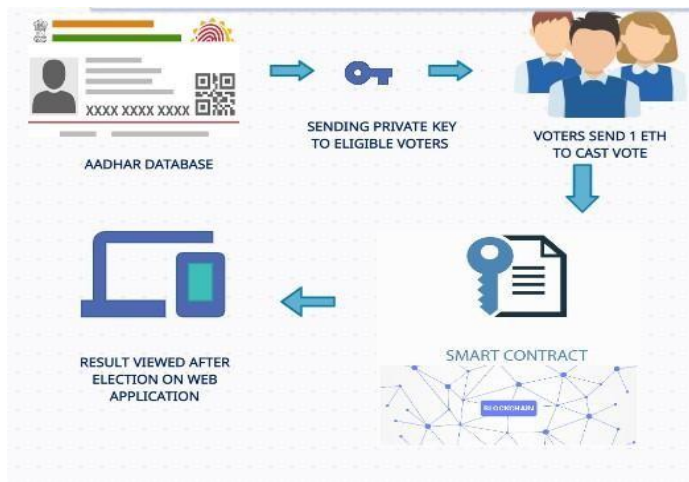 XXXX XXXX XXXX
AADHAR DATABASE
SENDING PRIVATE KEY
TO ELIGIBLE VOTERS
VOTERS SEND 1 ETH
TO CAST VOTE
SMART CONTRACT
BLOCKCHAIN
RESULT VIEWED AFTER
ELECTION ON WEB
APPLICATION